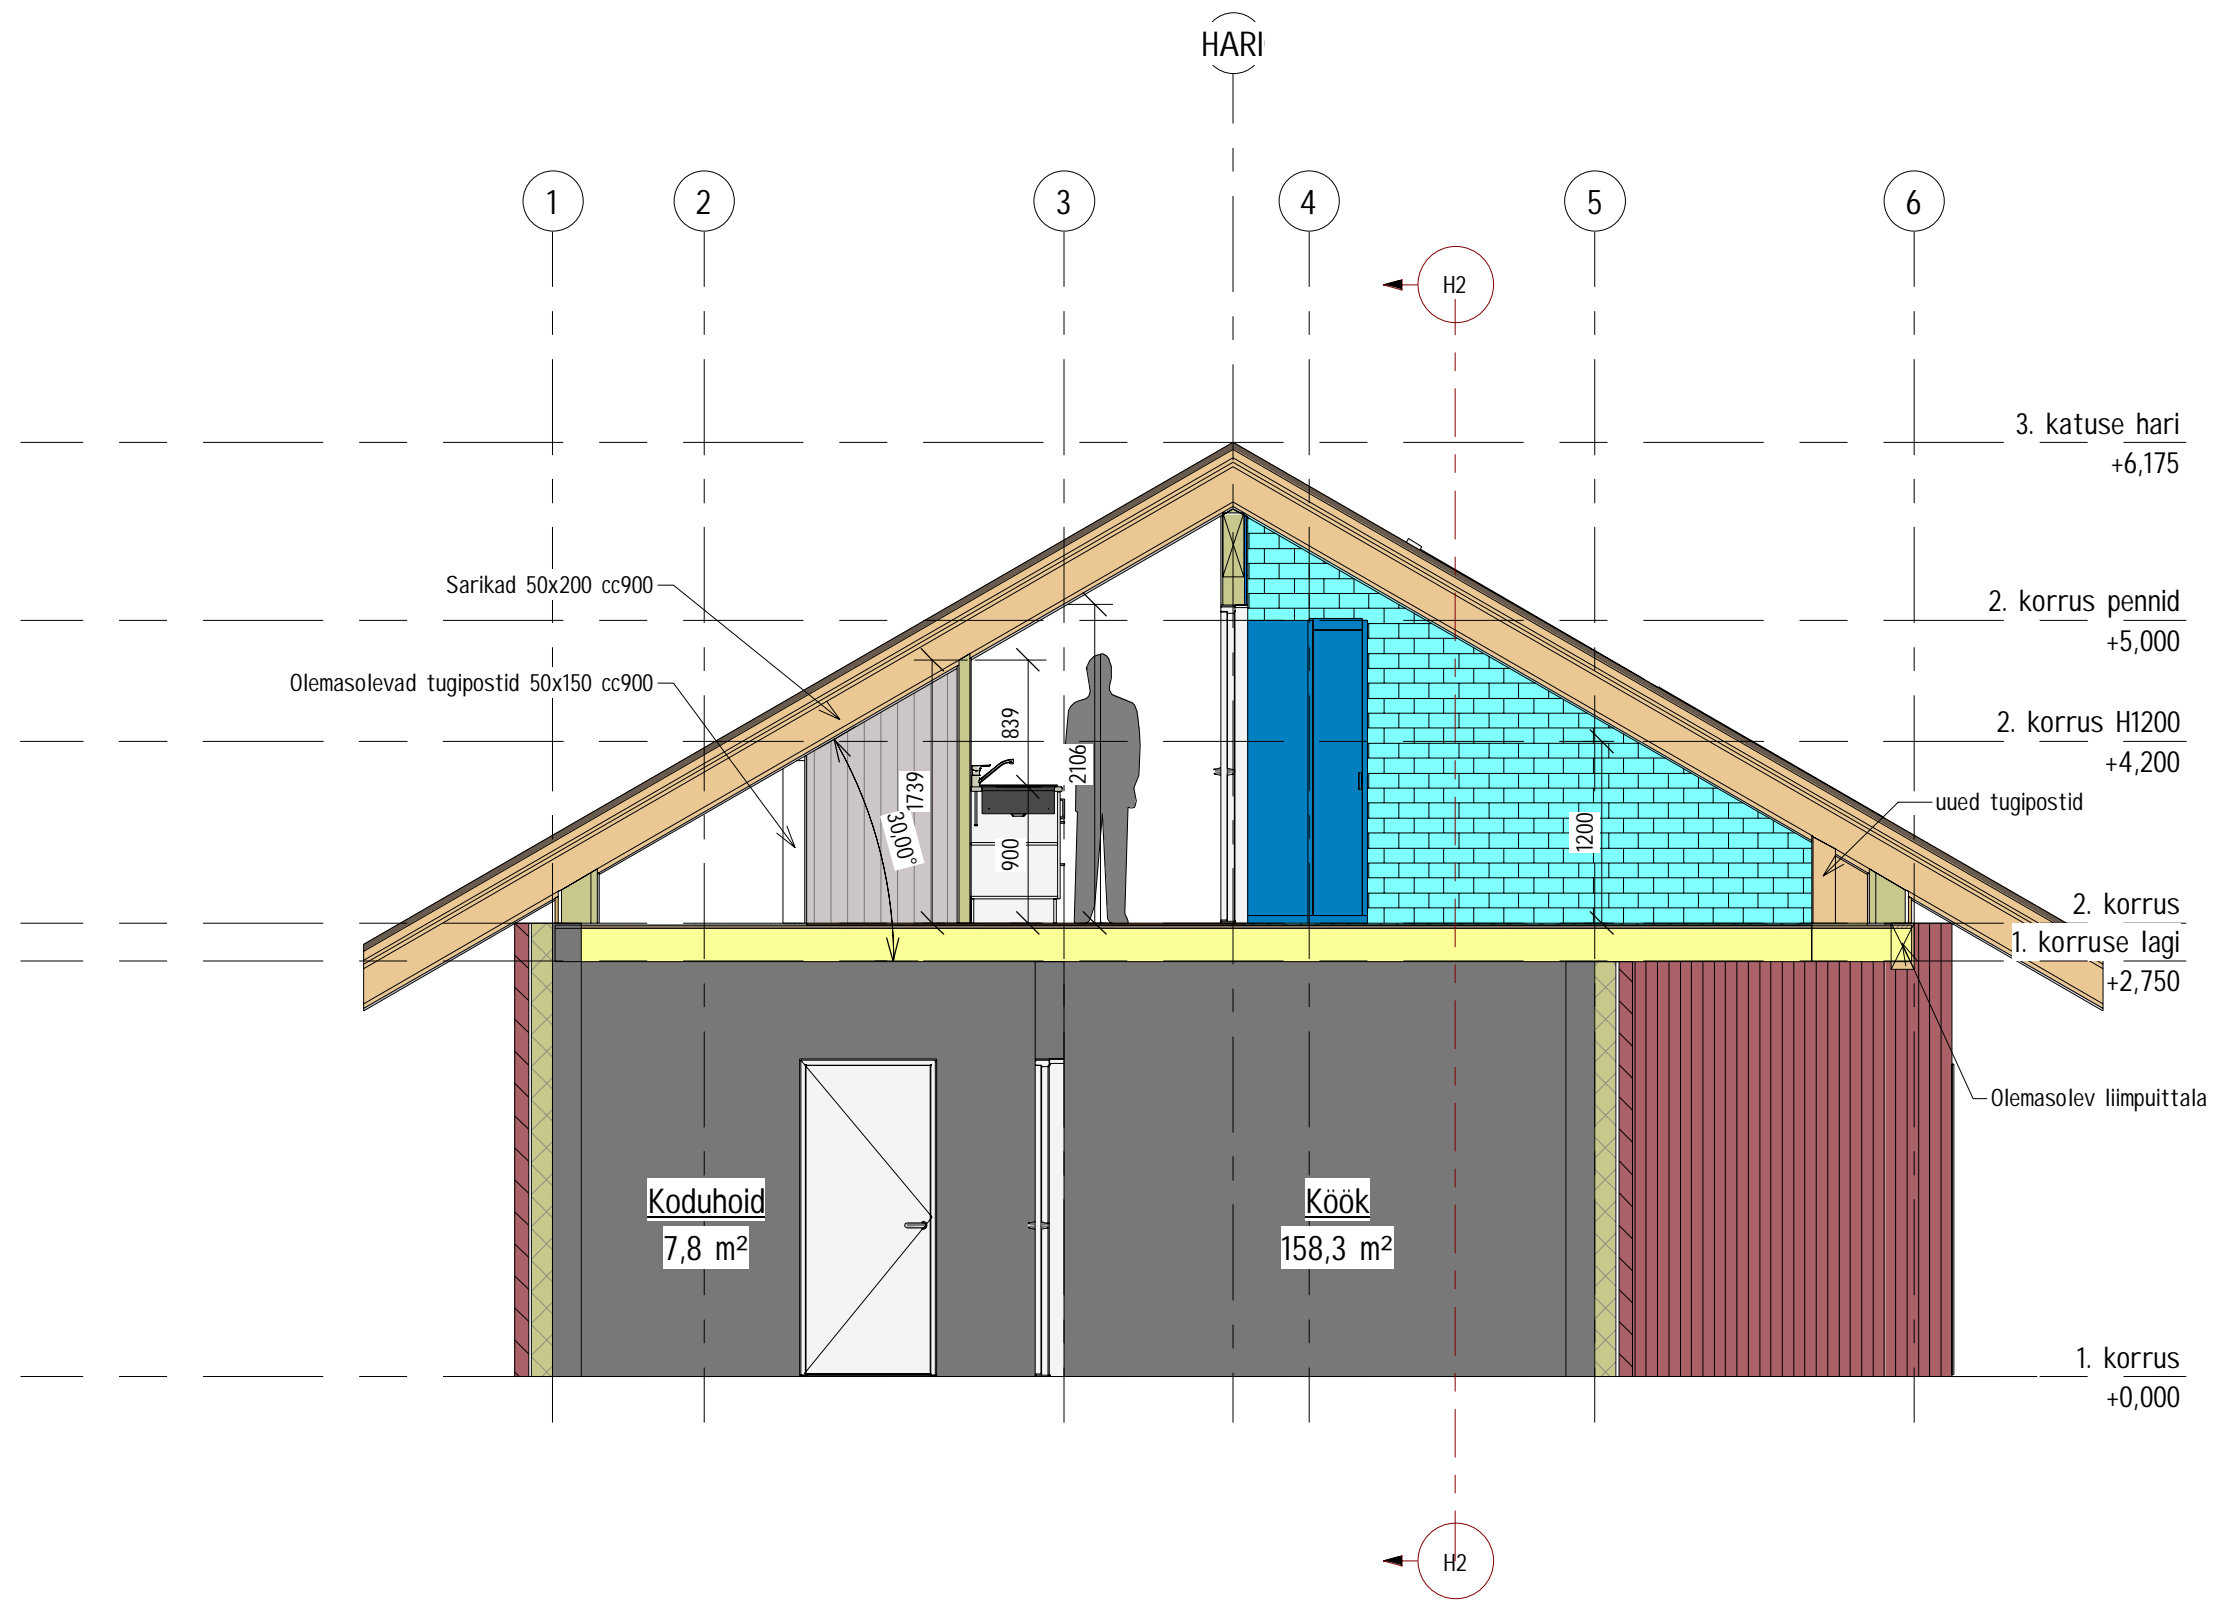 HARI
1
2
3
4
5
6
H2
3. katuse hari
+6,175
Sarikad 50x200 cc900
2. korrus pennid
+5,000
Olemasolevad tugipostid 50x150 cc900
2. korrus H1200
+4,200
839
2106
1739
30,00°
900
1200
uued tugipostid
2. korrus
1. korruse lagi
+2,750
Olemasolev liimpuittala
Koduhoid
7,8 m²
Köök
158,3 m²
1. korrus
+0,000
H2